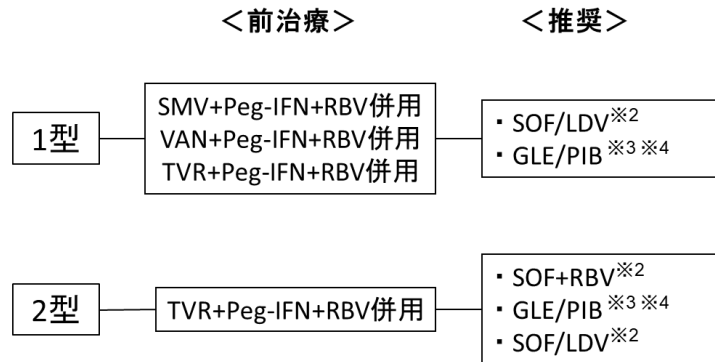 ＜前治療＞
＜推奨＞
1型
SMV+Peg-IFN+RBV併用
VAN+Peg-IFN+RBV併用
TVR+Peg-IFN+RBV併用
・SOF/LDV※2
・GLE/PIB※3 ※4
2型
TVR+Peg-IFN+RBV併用
・SOF+RBV※2
・GLE/PIB※3 ※4
・SOF/LDV※2